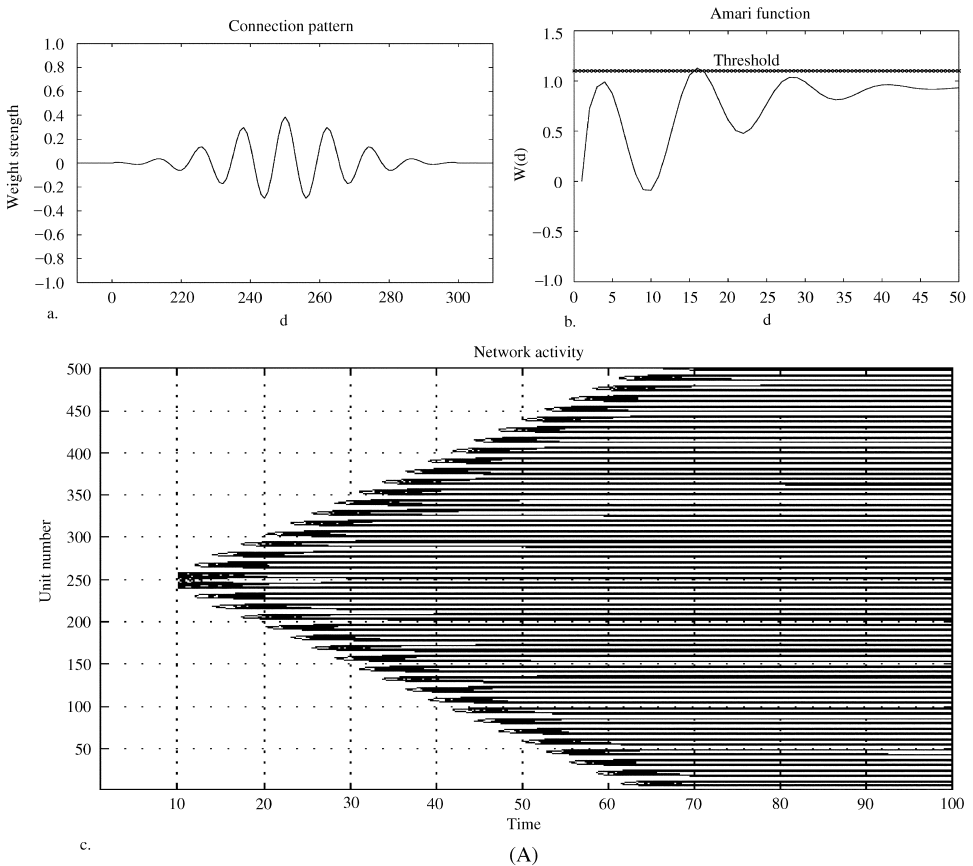 Connection pattern
1.0
0.8
0.6
0.4
0.2
0
−0.2
−0.4
−0.6
−0.8
−1.0
Weight strength
0 220 240 260 280 300
d
a.
Amari function
1.5
1.0
0.5
0
−0.5
−1.0
W(d)
Threshold
0 5 10 15 20 25 30 35 40 45 50
d
b.
Network activity
500
450
400
350
300
250
200
150
100
50
Unit number
10 20 30 40 50 60 70 80 90 100
Time
c.
(A)